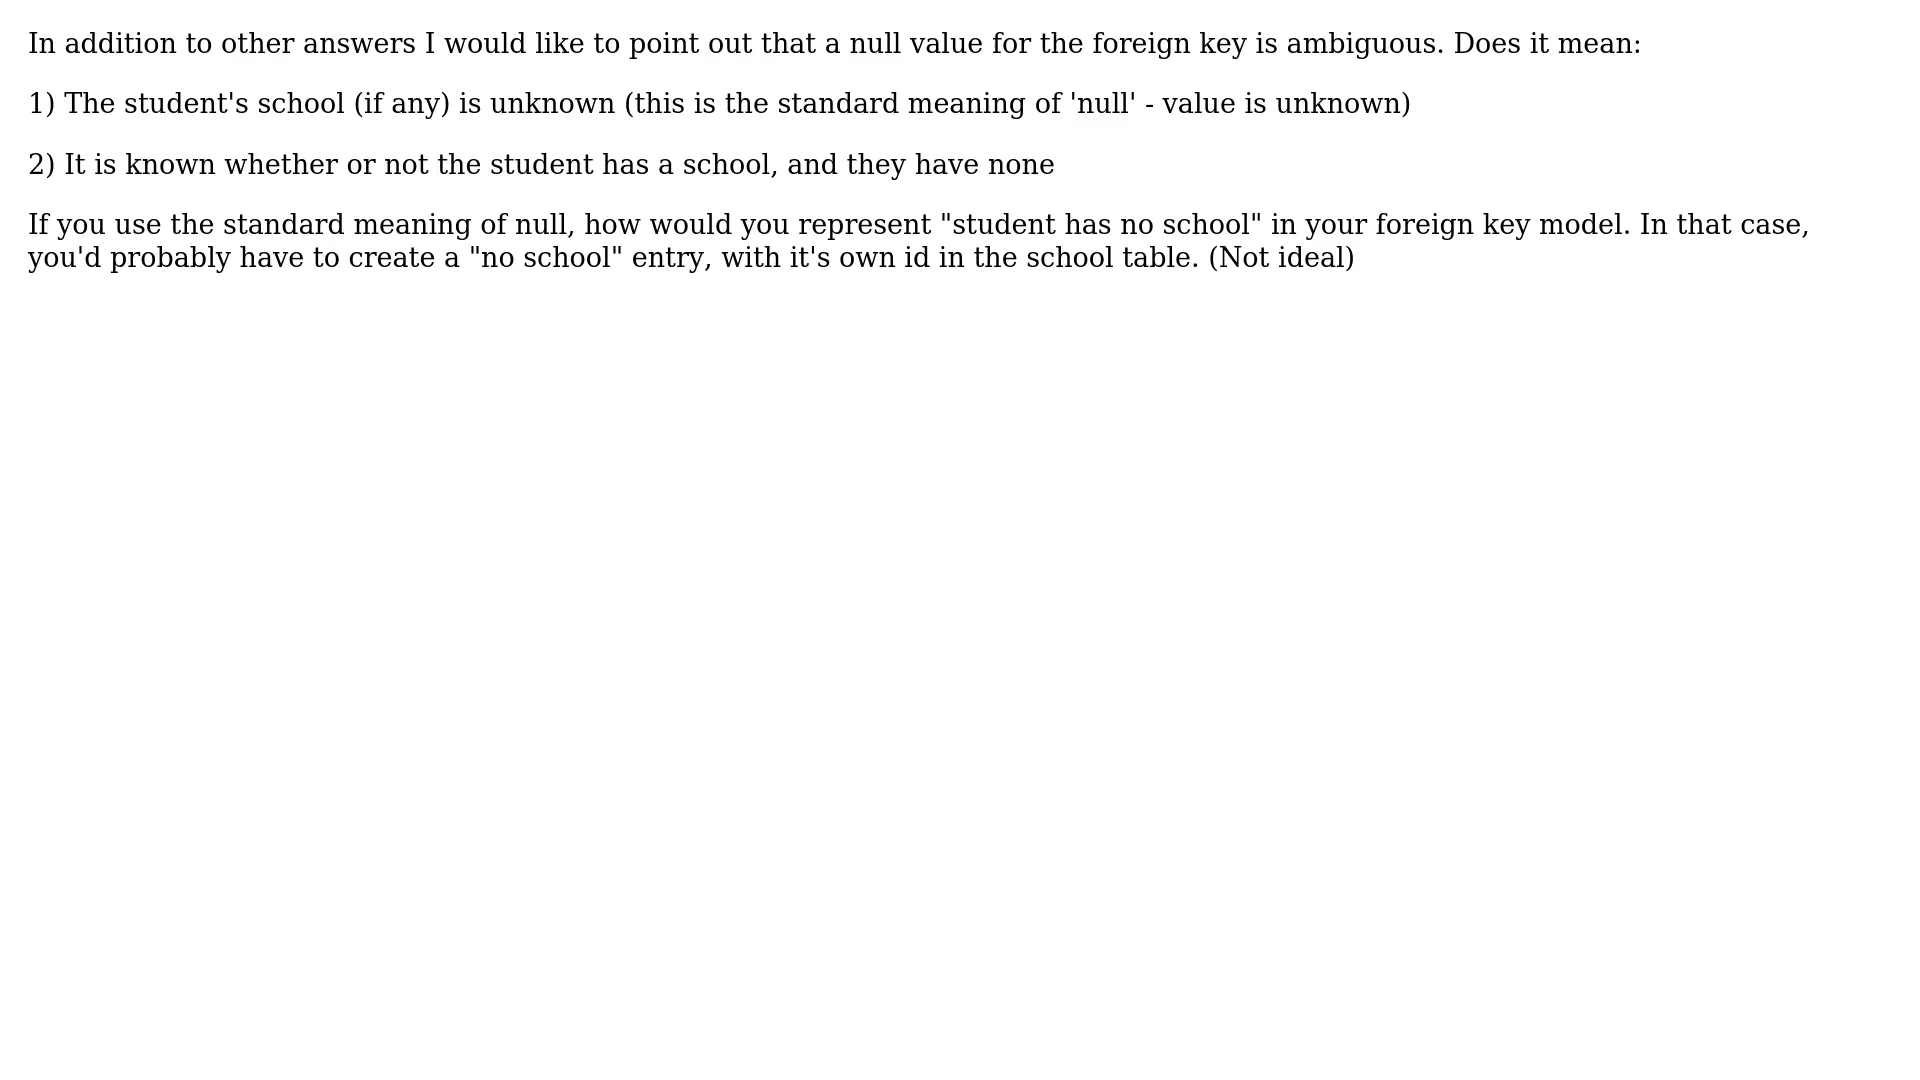 In addition to other answers I would like to point out that a null value for the foreign key is ambiguous. Does it mean:
1) The student's school (if any) is unknown (this is the standard meaning of 'null' - value is unknown)
2) It is known whether or not the student has a school, and they have none
If you use the standard meaning of null, how would you represent "student has no school" in your foreign key model. In that case,
you'd probably have to create a "no school" entry, with it's own id in the school table. (Not ideal)